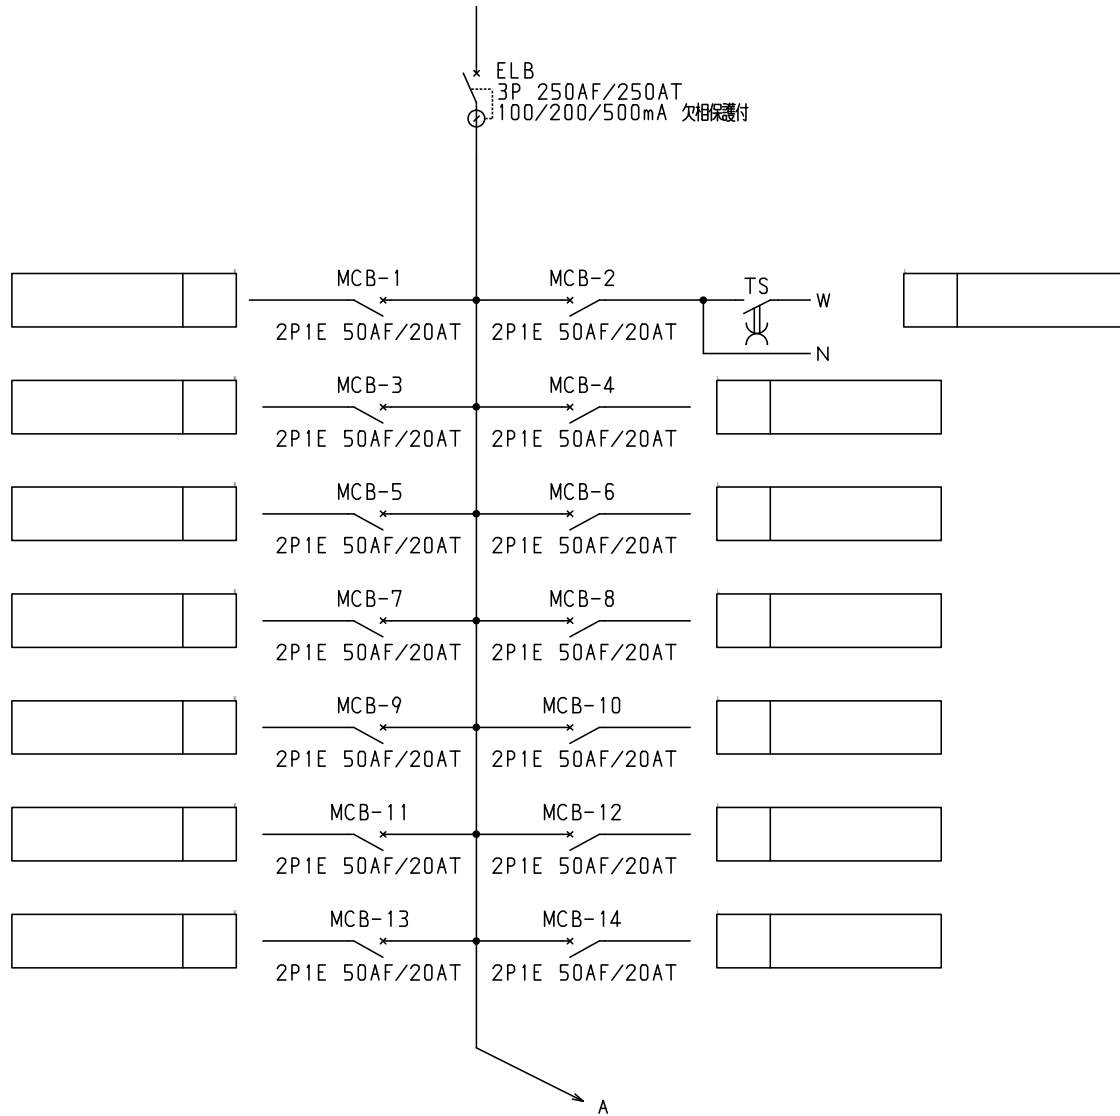 ELB
3P 250AF/250AT
100/200/500mA 欠相保護付
MCB-1
MCB-2
TS
W
2P1E 50AF/20AT
2P1E 50AF/20AT
N
MCB-3
MCB-4
2P1E 50AF/20AT
2P1E 50AF/20AT
MCB-5
MCB-6
2P1E 50AF/20AT
2P1E 50AF/20AT
MCB-7
MCB-8
2P1E 50AF/20AT
2P1E 50AF/20AT
MCB-9
MCB-10
2P1E 50AF/20AT
2P1E 50AF/20AT
MCB-11
MCB-12
2P1E 50AF/20AT
2P1E 50AF/20AT
MCB-13
MCB-14
2P1E 50AF/20AT
2P1E 50AF/20AT
A